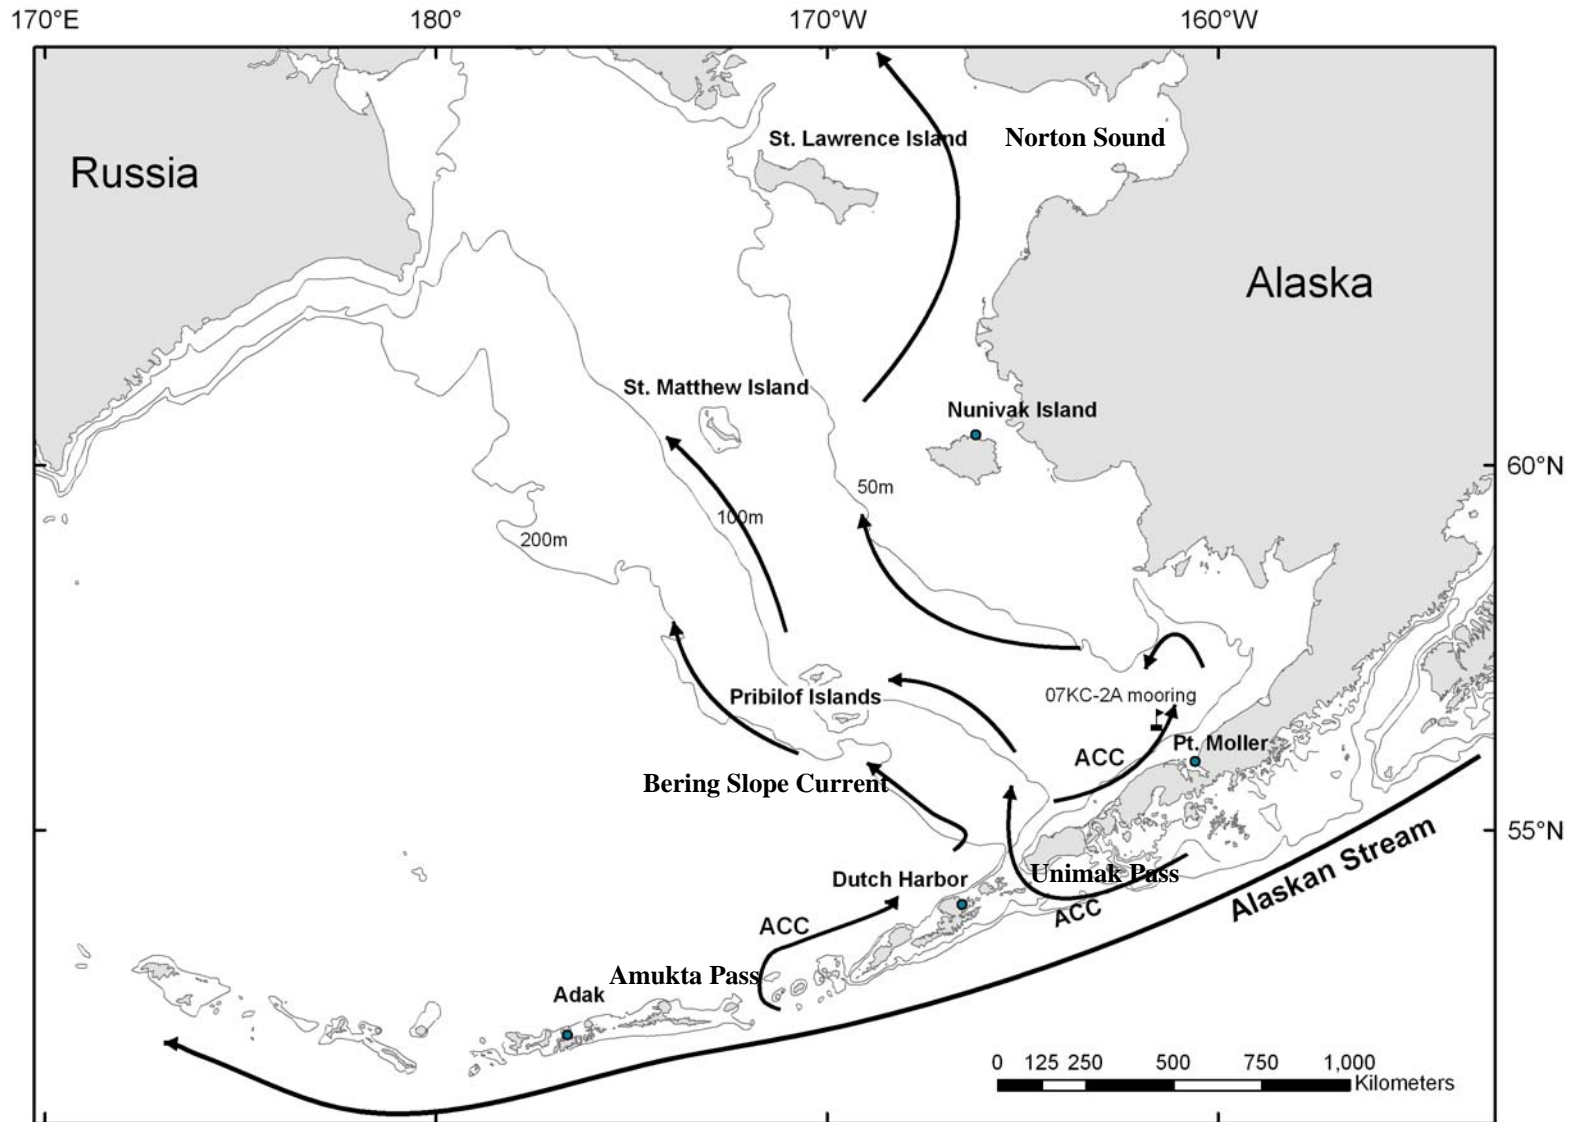 170°E 180° 170°W 160°W
St. Lawrence Island Norton Sound
Russia
Alaska
St. Matthew Island
Nunivak Island
60°N
50m
100m
200m
07KC-2A mooring
Pribilof Islands
Pt. Moller
ACC
Bering Slope Current
55°N
Alaskan Stream
Unimak Pass
Dutch Harbor
ACC
ACC
Amukta Pass
Adak
0 125 250 500 750 1,000
Kilometers